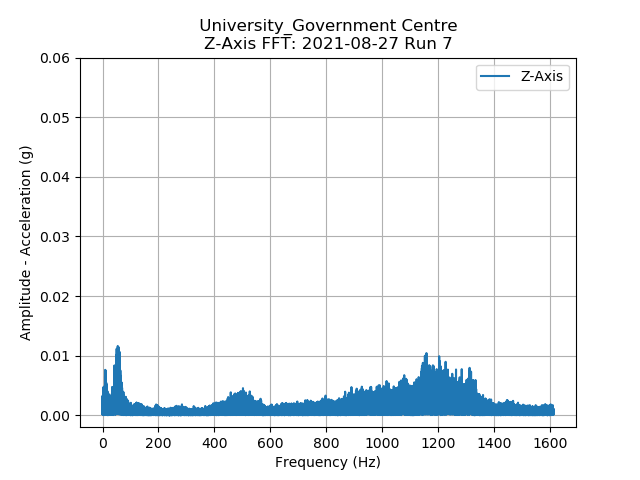 University_Government Centre
Z-Axis FFT: 2021-08-27 Run 7
Z-Axis
0.06
0.05
0.04
0.03
0.02
0.01
0.00
Amplitude - Acceleration (g)
0 200 400 600 800 1000 1200 1400 1600
Frequency (Hz)